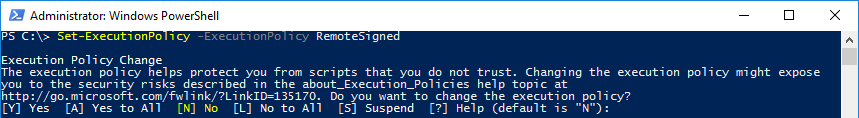 Administrator: Windows PowerShell
PS C:\> Set-ExecutionPolicy -ExecutionPolicy RemoteSigned
Execution Policy Change
The execution policy helps protect you from scripts that you do not trust. Changing the execution policy might expose
you to the security risks described in the about_Execution_Policies help topic at
http://go.microsoft.com/fwlink/?LinkID=135170. Do you want to change the execution policy?
[Y] Yes  [A] Yes to All  [N] No  [L] No to All  [S] Suspend  [?] Help (default is "N"):